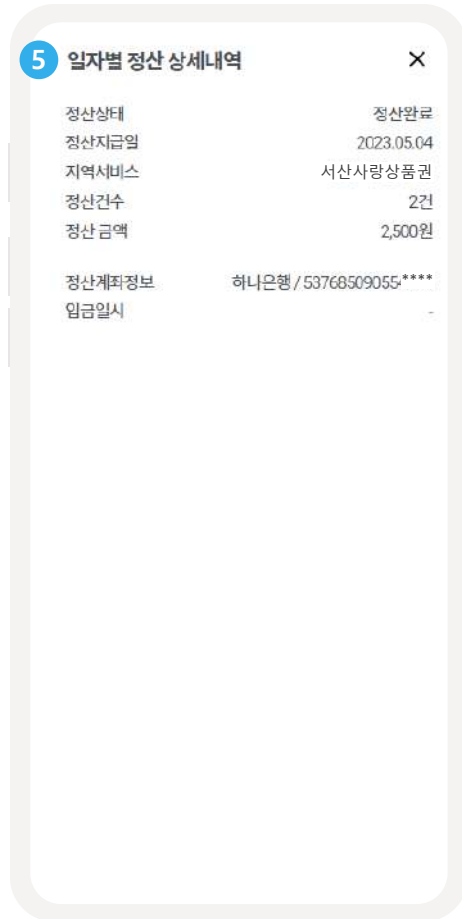 5 일자별 정산 상세내역 ✕
정산상태 정산완료
정산지급일 2023.05.04
지역서비스 서산사랑상품권
정산건수 2건
정산 금액 2,500원
정산계좌정보 하나은행 / 53768509055****
입금일시 -